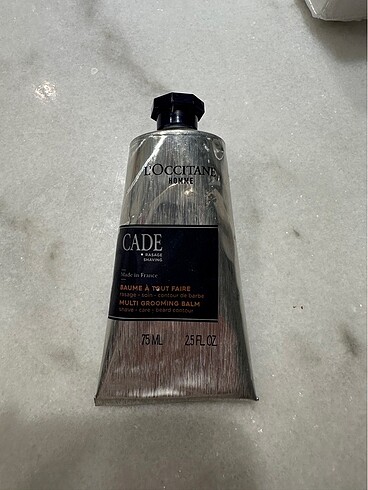 L'OCCITANE
HOMME
CADE
• RASAGE
SHAVING
Made in France
BAUME À TOUT FAIRE
rasage - soin - contour de barbe
MULTI GROOMING BALM
shave - care | beard contour
75 ML 2.5 FL.OZ.